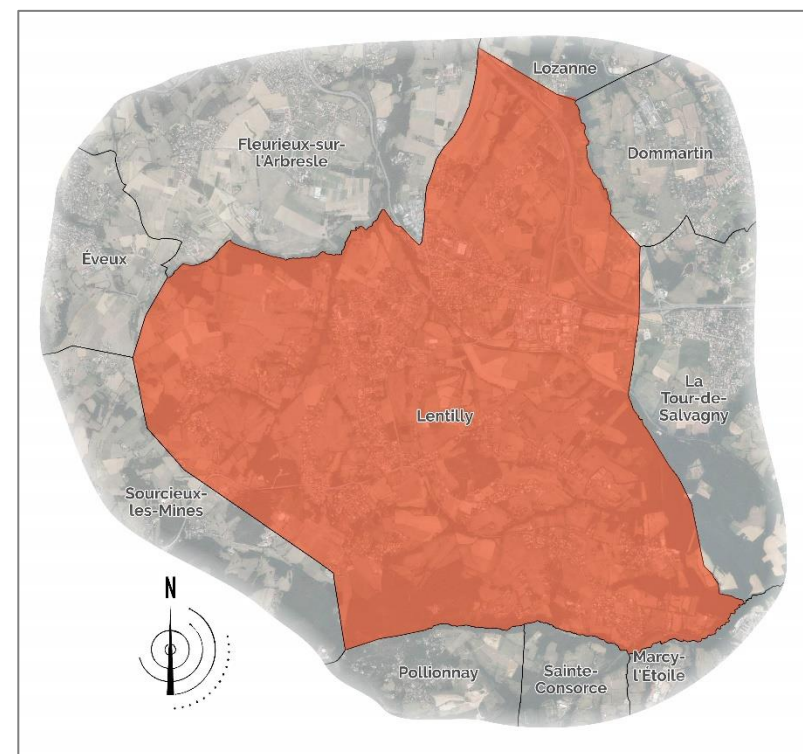 Lozanne
Fleurieux-sur-
l'Arbresle
Dommartin
Éveux
La
Tour-de-
Salvagny
Lentilly
Sourcieux-
les-Mines
N
Pollionnay
Sainte-
Consorce
Marcy-
l'Étoile